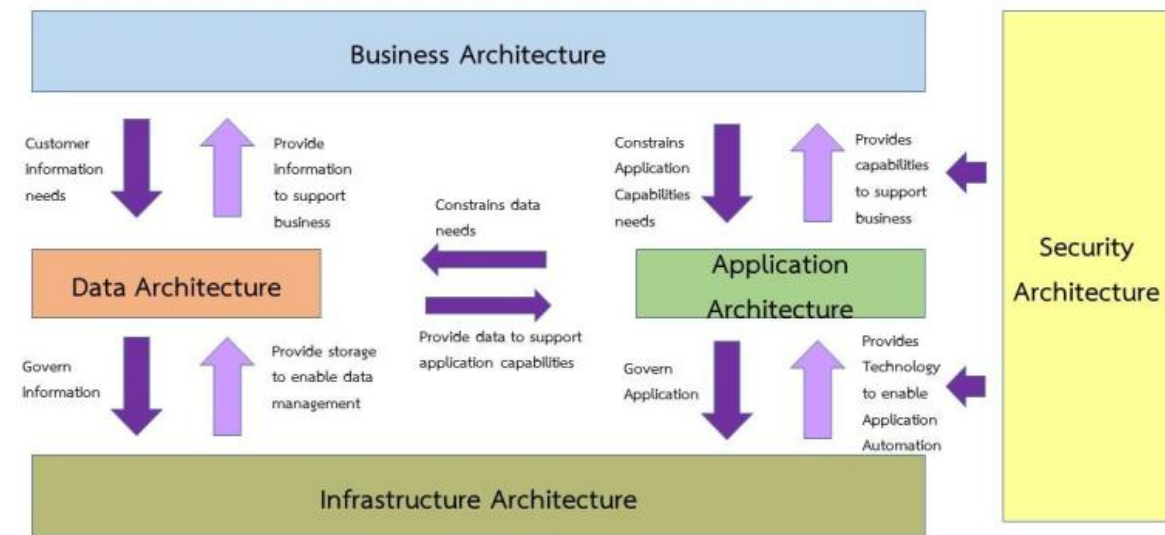 Business Architecture
Customer
Information
needs
Provide
Information
to support
business
Constrains
Application
Capabilities
needs
Provides
capabilities
to support
business
Constrains data
needs
Security
Architecture
Data Architecture
Application
Architecture
Provide data to support
application capabilities
Govern
Information
Provide storage
to enable data
management
Govern
Application
Provides
Technology
to enable
Application
Automation
Infrastructure Architecture